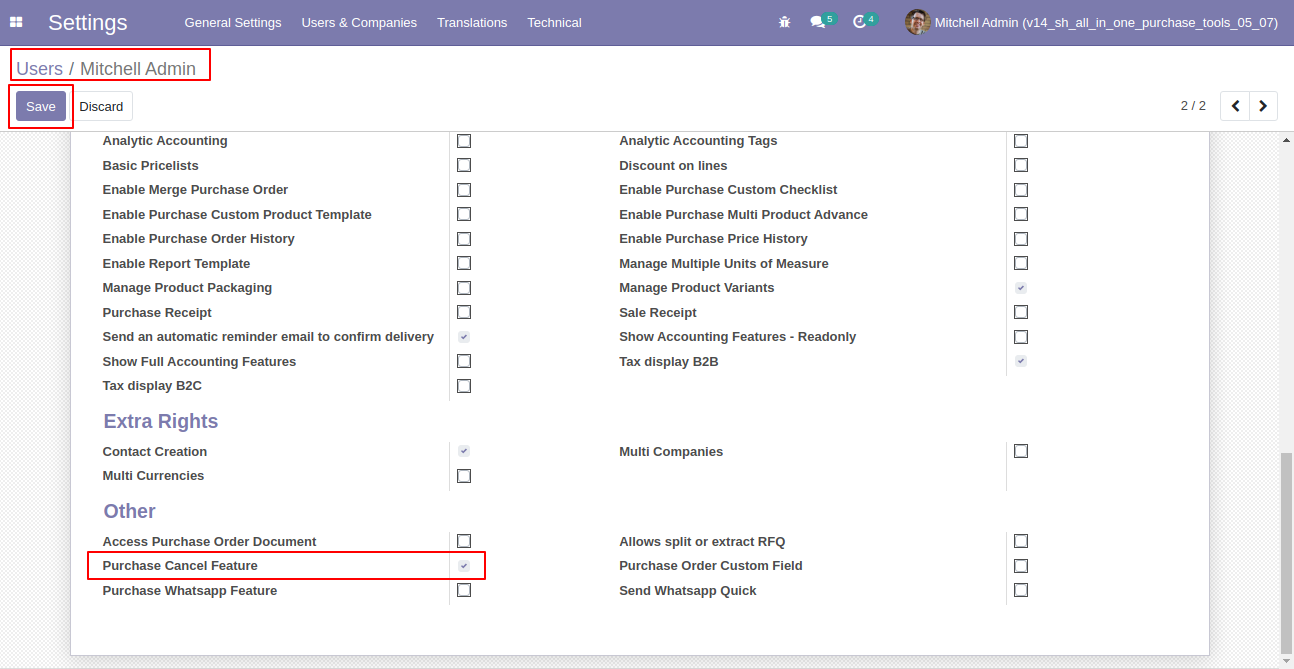 Settings General Settings Users & Companies Translations Technical 5 4 Mitchell Admin (v14_sh_all_in_one_purchase_tools_05_07)
Users / Mitchell Admin
Save Discard 2 / 2
Analytic Accounting Analytic Accounting Tags
Basic Pricelists Discount on lines
Enable Merge Purchase Order Enable Purchase Custom Checklist
Enable Purchase Custom Product Template Enable Purchase Multi Product Advance
Enable Purchase Order History Enable Purchase Price History
Enable Report Template Manage Multiple Units of Measure
Manage Product Packaging Manage Product Variants
Purchase Receipt Sale Receipt
Send an automatic reminder email to confirm delivery Show Accounting Features - Readonly
Show Full Accounting Features Tax display B2B
Tax display B2C
Extra Rights
Contact Creation Multi Companies
Multi Currencies
Other
Access Purchase Order Document Allows split or extract RFQ
Purchase Cancel Feature Purchase Order Custom Field
Purchase Whatsapp Feature Send Whatsapp Quick